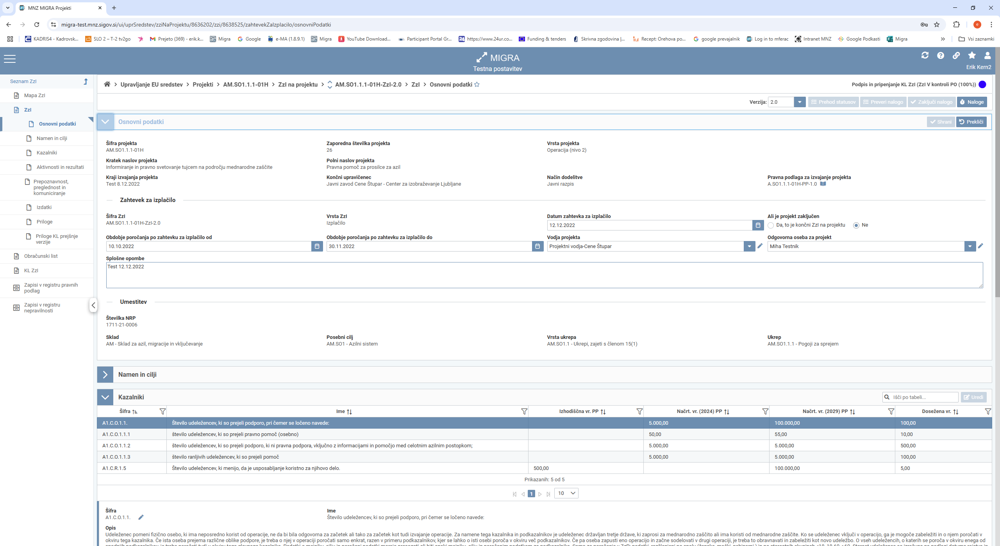 MNZ MIGRA Projekti
migra-test.mnz.sigov.si/ui/uprSredstev/zziNaProjektu/8636202/zzi/8638525/zahtevekZaIzplacilo/osnovniPodatki
e
KADRIS4 - Kadrovsk...
SLO 2 – T-2 tv2go
Prejeto (369) - erik.k...
Migra
Google
e-MA (1.8.9.1)
Migra
YouTube Download...
Participant Portal Gr...
https://www.24ur.co...
Funding & tenders
Skrivna zgodovina |...
Recept: Orehova po...
google prevajalnik
Log in to mferac
Intranet MNZ
Google Podkasti
Migra
Vsi zaznamki
MIGRA
Testna postavitev
Erik Kern2
Seznam ZzI
Mapa ZzI
ZzI
Osnovni podatki
Namen in cilji
Kazalniki
Aktivnosti in rezultati
Prepoznavnost,
preglednost in
komuniciranje
Izdatki
Priloge
Priloge KL prejšnje
verzije
Obračunski list
KL ZzI
Zapisi v registru pravnih
podlag
Zapisi v registru
nepravilnosti
Upravljanje EU sredstev > Projekti > AM.SO1.1.1-01H > ZzI na projektu > AM.SO1.1.1-01H-ZzI-2.0 > ZzI > Osnovni podatki
Podpis in pripenjanje KL ZzI (ZzI V kontroli PO (100%))
Verzija: 2.0 Prehod statusov Preveri nalogo Zaključi nalogo Naloge
Osnovni podatki Shrani Prekliči
Šifra projekta Zaporedna številka projekta Vrsta projekta
AM.SO1.1.1-01H 26 Operacija (nivo 2)
Kratek naslov projekta Polni naslov projekta
Informiranje in pravno svetovanje tujcem na področju mednarodne zaščite Pravna pomoč za prosilce za azil
Kraji izvajanja projekta Končni upravičenec Način dodelitve Pravna podlaga za izvajanje projekta
Test 8.12.2022 Javni zavod Cene Štupar - Center za izobraževanje Ljubljane Javni razpis A.SO1.1.1-01H-PP-1.0
Zahtevek za izplačilo
Šifra ZzI Vrsta ZzI Datum zahtevka za izplačilo Ali je projekt zaključen
AM.SO1.1.1-01H-ZzI-2.0 Izplačilo 12.12.2022 Da, to je končni ZzI na projektu Ne
Obdobje poročanja po zahtevku za izplačilo od Obdobje poročanja po zahtevku za izplačilo do Vodja projekta Odgovorna oseba za projekt
10.10.2022 30.11.2022 Projektni vodja-Cene Štupar Miha Testnik
Splošne opombe
Test 12.12.2022
Umestitev
Številka NRP
1711-21-0006
Sklad Posebni cilj Vrsta ukrepa Ukrep
AM - Sklad za azil, migracije in vključevanje AM.SO1 - Azilni sistem AM.SO1.1 - Ukrepi, zajeti s členom 15(1) AM.SO1.1.1 - Pogoji za sprejem
Namen in cilji
Kazalniki Išči po tabeli... Uredi
Šifra Ime Izhodiščna vr. PP Načrt. vr. (2024) PP Načrt. vr. (2029) PP Dosežena vr.
A1.C.O.1.1. Število udeležencev, ki so prejeli podporo, pri čemer se ločeno navede: 5.000,00 100.000,00 100,00
A1.C.O.1.1.1 število udeležencev, ki so prejeli pravno pomoč (osebno) 50,00 55,00 10,00
A1.C.O.1.1.2 število udeležencev, ki so prejeli podporo, ki ni pravna podpora, vključno z informacijami in pomočjo med celotnim azilnim postopkom; 5.000,00 5.000,00 500,00
A1.C.O.1.1.3 število ranljivih udeležencev, ki so prejeli pomoč 5.000,00 5.000,00 100,00
A1.C.R.1.5 Število udeležencev, ki menijo, da je usposabljanje koristno za njihovo delo. 500,00 100.000,00 5,00
Prikazanih: 5 od 5
1 10
Šifra Ime
A1.C.O.1.1. Število udeležencev, ki so prejeli podporo, pri čemer se ločeno navede:
Opis
Udeleženec pomeni fizično osebo, ki ima neposredno korist od operacije, ne da bi bila odgovorna za začetek ali tako za začetek kot tudi izvajanje operacije. Za namene tega kazalnika in podkazalnikov je udeleženec državljan tretje države, ki zaprosi za mednarodno zaščito ali ima koristi od mednarodne zaščite. Ko se udeleženec vključi v operacijo, ga je mogoče zabeležiti in o njem poročati v
okviru tega kazalnika. Če ista oseba prejema različne oblike podpore, je treba o njej v operaciji poročati samo enkrat, razen v primeru podkazalnikov, kjer se lahko o isti osebi poroča v okviru več podkazalnikov. Če pa oseba zapusti eno operacijo in začne sodelovati v drugi operaciji, je treba to obravnavati in zabeležiti kot novo udeležbo. O vseh udeležencih, o katerih se poroča v okviru enega od